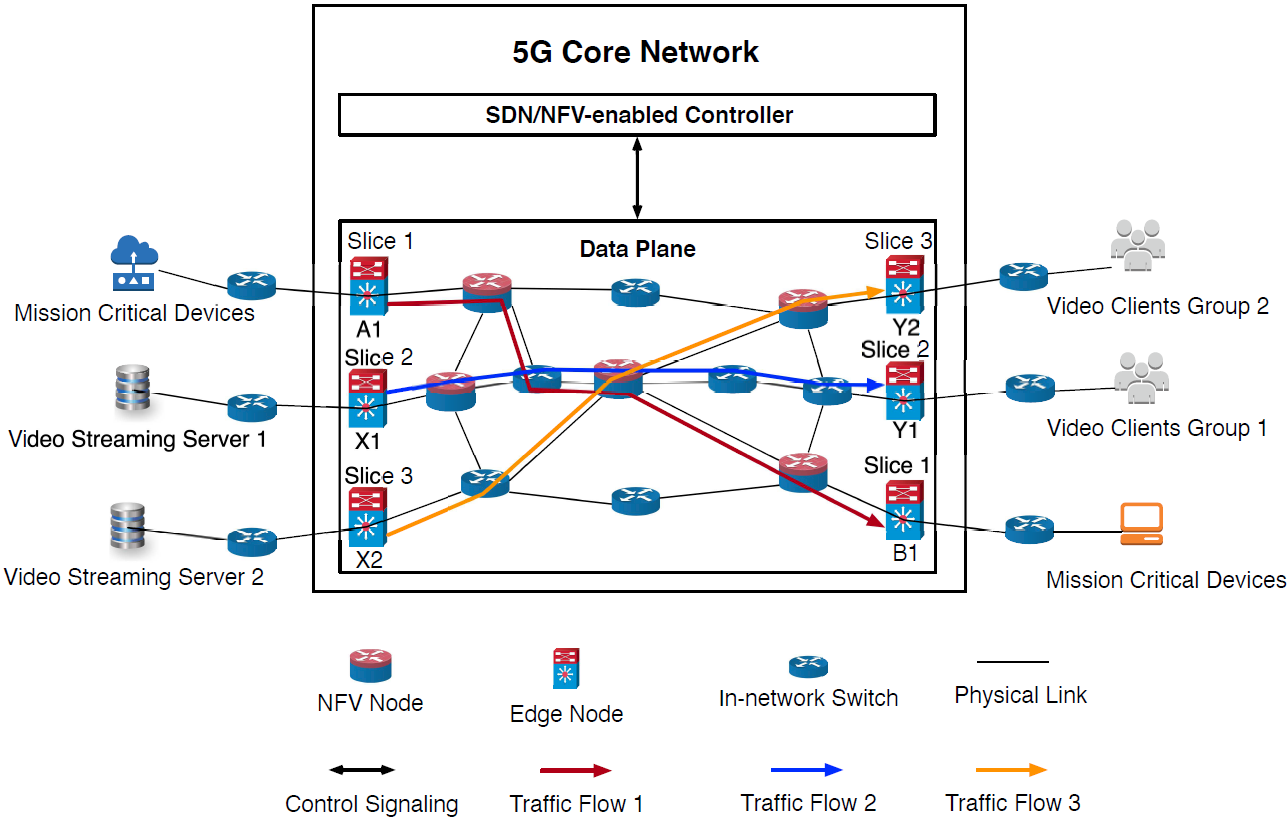 5G Core Network
SDN/NFV-enabled Controller
Data Plane
Slice 1
A1
Slice 2
X1
Slice 3
X2
Slice 3
Y2
Slice 2
Y1
Slice 1
B1
Mission Critical Devices
Video Streaming Server 1
Video Streaming Server 2
Video Clients Group 2
Video Clients Group 1
Mission Critical Devices
NFV Node
Edge Node
In-network Switch
Physical Link
Control Signaling
Traffic Flow 1
Traffic Flow 2
Traffic Flow 3